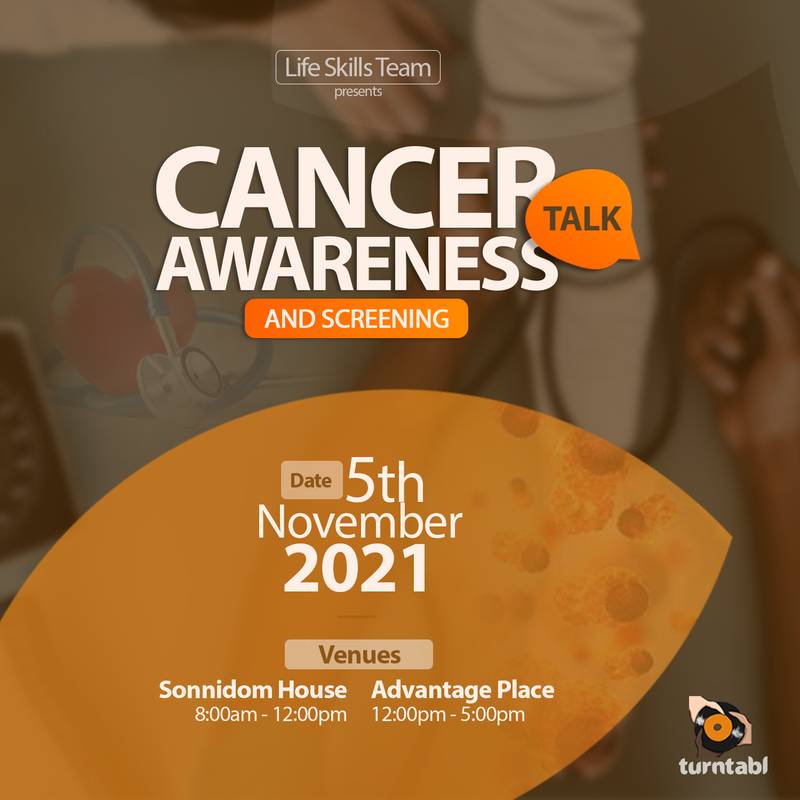 Life Skills Team
presents
CANCER
TALK
AWARENESS
AND SCREENING
Date 5th
November
2021
Venues
Sonnidom House
8:00am - 12:00pm
Advantage Place
12:00pm - 5:00pm
turntabl